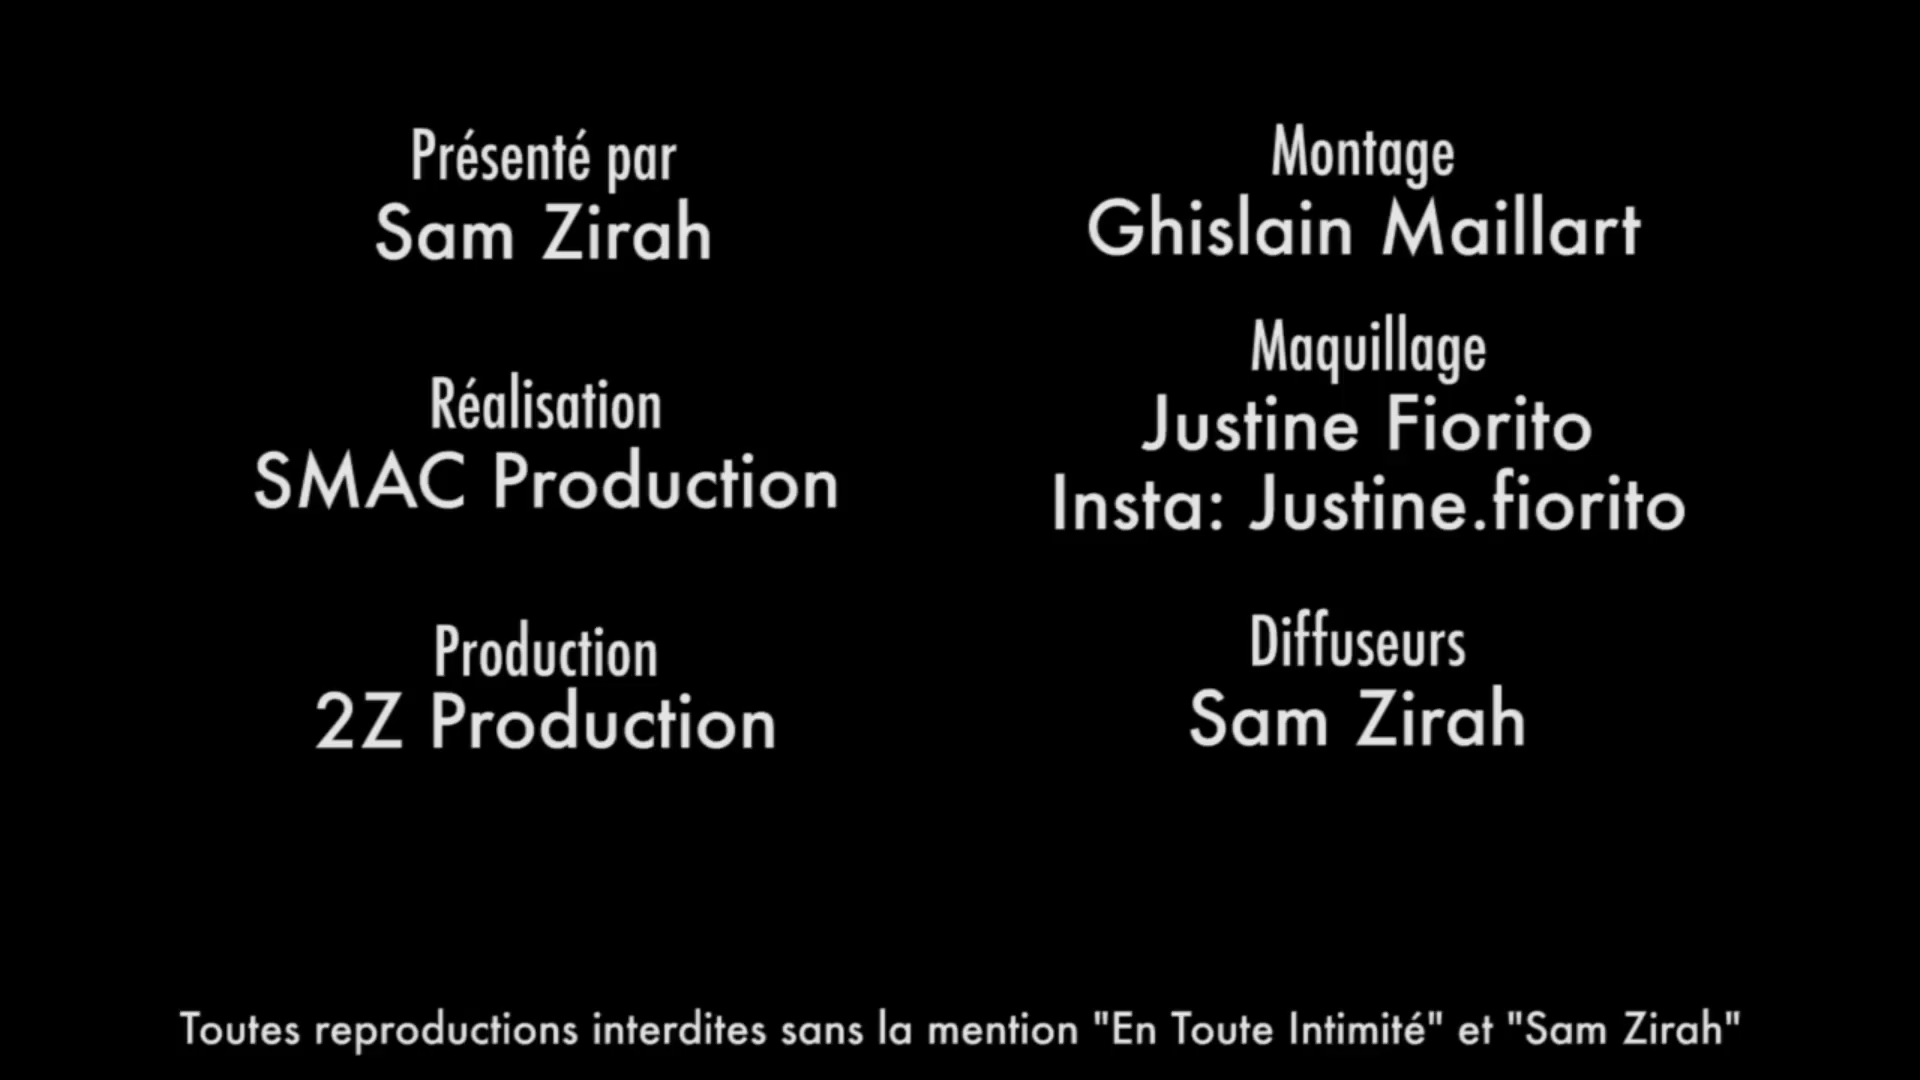 Présenté par
Sam Zirah
Réalisation
SMAC Production
Production
2Z Production
Montage
Ghislain Maillart
Maquillage
Justine Fiorito
Insta: Justine.fiorito
Diffuseurs
Sam Zirah
Toutes reproductions interdites sans la mention "En Toute Intimité" et "Sam Zirah"